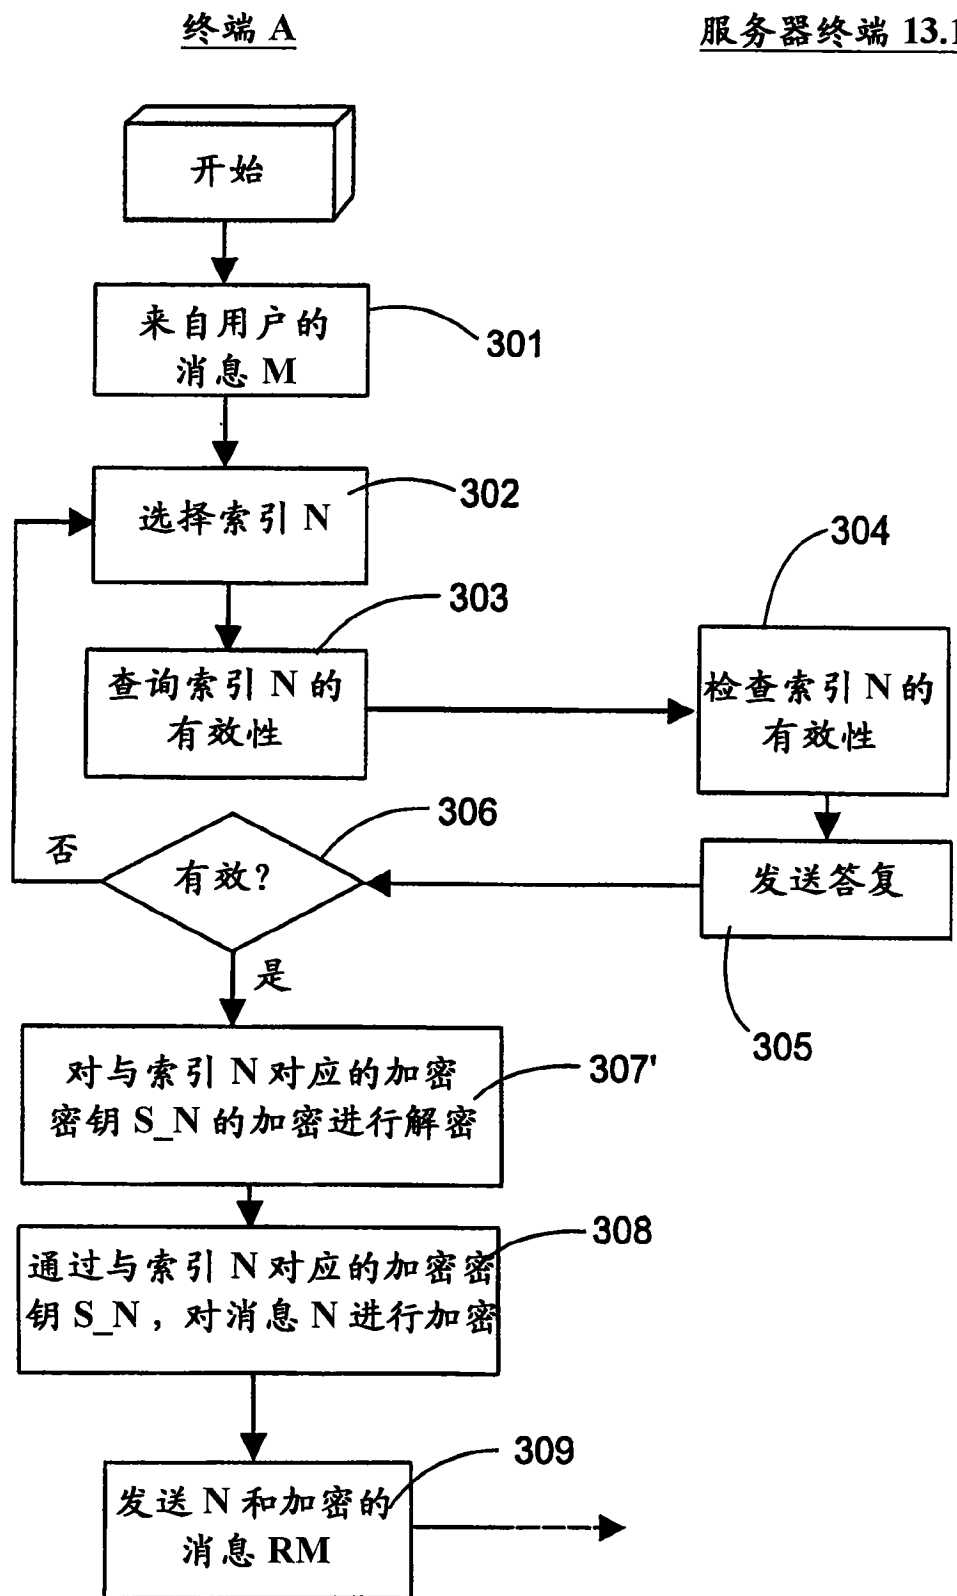 终端 A
服务器终端 13.1
开始
来自用户的
消息 M
301
选择索引 N
302
304
303
查询索引 N 的
有效性
检查索引 N 的
有效性
306
否
有效？
发送答复
是
305
对与索引 N 对应的加密
密钥 S_N 的加密进行解密
307'
308
通过与索引 N 对应的加密密
钥 S_N，对消息 N 进行加密
309
发送 N 和加密的
消息 RM